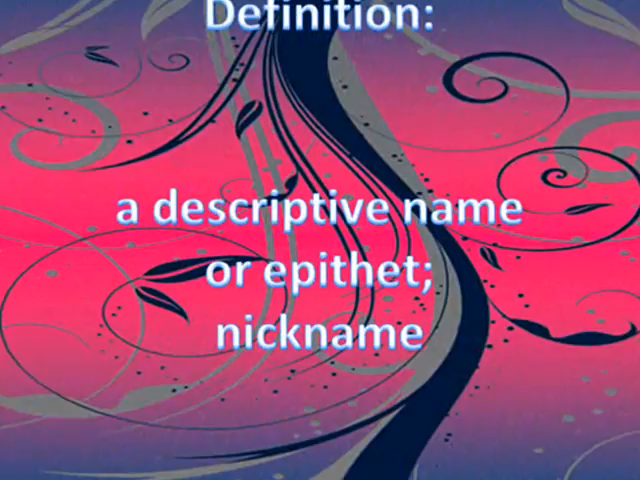 Definition:
a descriptive name
or epithet;
nickname